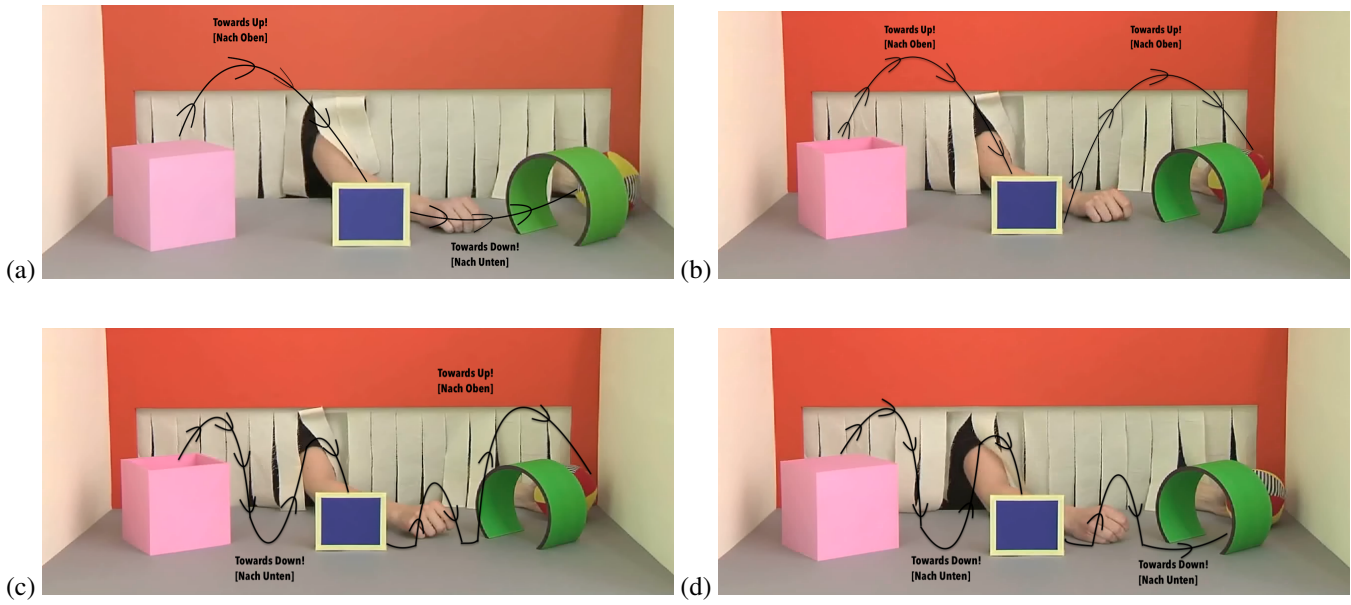 Towards Up!
[Nach Oben]
Towards Down!
[Nach Unten]
(a)
Towards Up!
[Nach Oben]
Towards Up!
[Nach Oben]
(b)
Towards Up!
[Nach Oben]
Towards Down!
[Nach Unten]
(c)
Towards Down!
[Nach Unten]
Towards Down!
[Nach Unten]
(d)